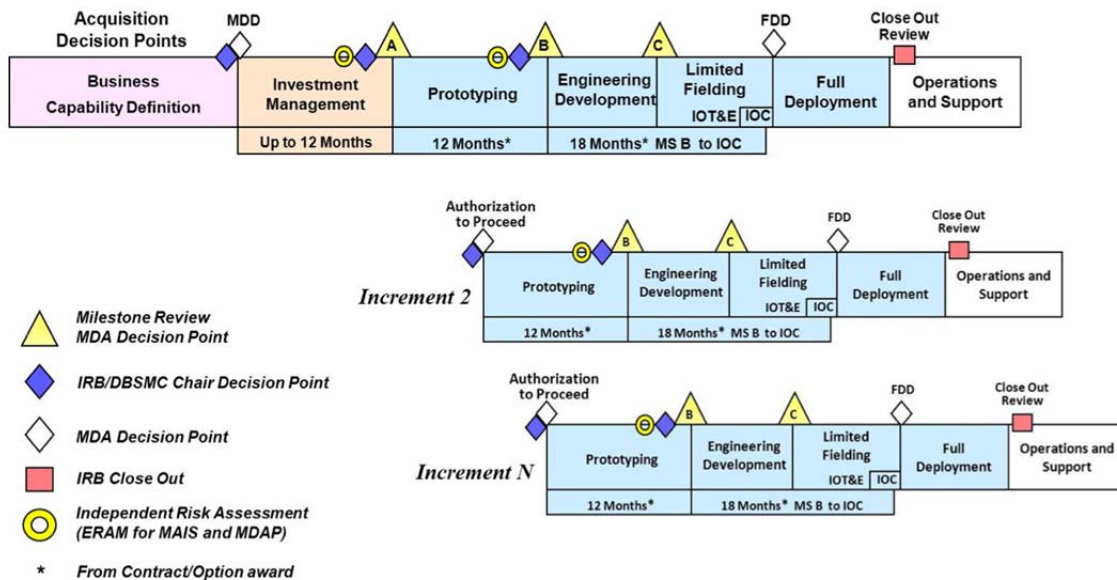 Acquisition
Decision Points
MDD
A
B
C
FDD
Close Out
Review
Business
Capability Definition
Investment
Management
Prototyping
Engineering
Development
Limited
Fielding
IOT&E
IOC
Full
Deployment
Operations
and Support
Up to 12 Months
12 Months*
18 Months* MS B to IOC
Authorization
to Proceed
B
C
FDD
Close Out
Review
Increment 2
Prototyping
Engineering
Development
Limited
Fielding
IOT&E
IOC
Full
Deployment
Operations and
Support
12 Months*
18 Months* MS B to IOC
Authorization
to Proceed
B
C
FDD
Close Out
Review
Increment N
Prototyping
Engineering
Development
Limited
Fielding
IOT&E
IOC
Full
Deployment
Operations and
Support
12 Months*
18 Months* MS B to IOC
Milestone Review
MDA Decision Point
IRB/DBSMC Chair Decision Point
MDA Decision Point
IRB Close Out
Independent Risk Assessment
(ERAM for MAIS and MDAP)
* From Contract/Option award